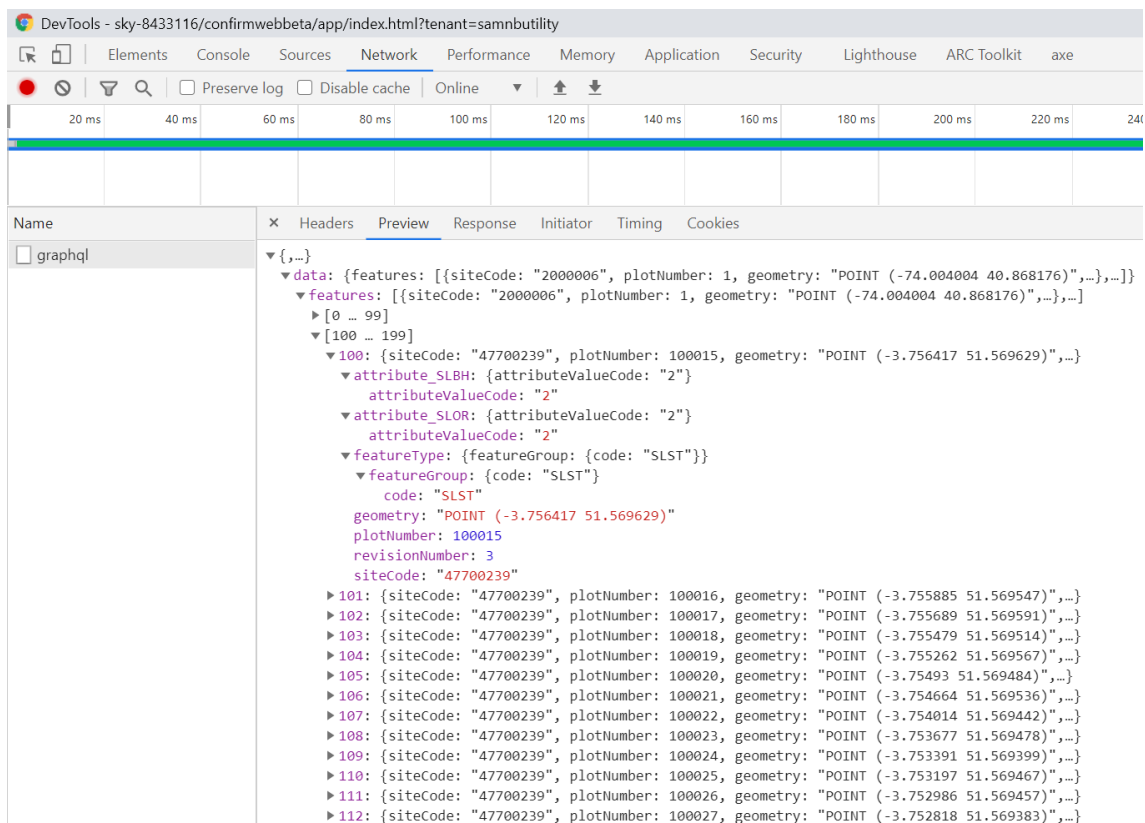 DevTools - sky-8433116/confirmwebbeta/app/index.html?tenant=samnbutility
Elements Console Sources Network Performance Memory Application Security Lighthouse ARC Toolkit axe
Preserve log Disable cache Online ▼
20 ms 40 ms 60 ms 80 ms 100 ms 120 ms 140 ms 160 ms 180 ms 200 ms 220 ms 240
Name × Headers Preview Response Initiator Timing Cookies
graphql
▼{,…}
▼data: {features: [{siteCode: "2000006", plotNumber: 1, geometry: "POINT (-74.004004 40.868176)",…},…]}
▼features: [{siteCode: "2000006", plotNumber: 1, geometry: "POINT (-74.004004 40.868176)",…},…]
▶[0 … 99]
▼[100 … 199]
▼100: {siteCode: "47700239", plotNumber: 100015, geometry: "POINT (-3.756417 51.569629)",…}
▼attribute_SLBH: {attributeValueCode: "2"}
attributeValueCode: "2"
▼attribute_SLOR: {attributeValueCode: "2"}
attributeValueCode: "2"
▼featureType: {featureGroup: {code: "SLST"}}
▼featureGroup: {code: "SLST"}
code: "SLST"
geometry: "POINT (-3.756417 51.569629)"
plotNumber: 100015
revisionNumber: 3
siteCode: "47700239"
▶101: {siteCode: "47700239", plotNumber: 100016, geometry: "POINT (-3.755885 51.569547)",…}
▶102: {siteCode: "47700239", plotNumber: 100017, geometry: "POINT (-3.755689 51.569591)",…}
▶103: {siteCode: "47700239", plotNumber: 100018, geometry: "POINT (-3.755479 51.569514)",…}
▶104: {siteCode: "47700239", plotNumber: 100019, geometry: "POINT (-3.755262 51.569567)",…}
▶105: {siteCode: "47700239", plotNumber: 100020, geometry: "POINT (-3.75493 51.569484)",…}
▶106: {siteCode: "47700239", plotNumber: 100021, geometry: "POINT (-3.754664 51.569536)",…}
▶107: {siteCode: "47700239", plotNumber: 100022, geometry: "POINT (-3.754014 51.569442)",…}
▶108: {siteCode: "47700239", plotNumber: 100023, geometry: "POINT (-3.753677 51.569478)",…}
▶109: {siteCode: "47700239", plotNumber: 100024, geometry: "POINT (-3.753391 51.569399)",…}
▶110: {siteCode: "47700239", plotNumber: 100025, geometry: "POINT (-3.753197 51.569467)",…}
▶111: {siteCode: "47700239", plotNumber: 100026, geometry: "POINT (-3.752986 51.569457)",…}
▶112: {siteCode: "47700239", plotNumber: 100027, geometry: "POINT (-3.752818 51.569383)",…}